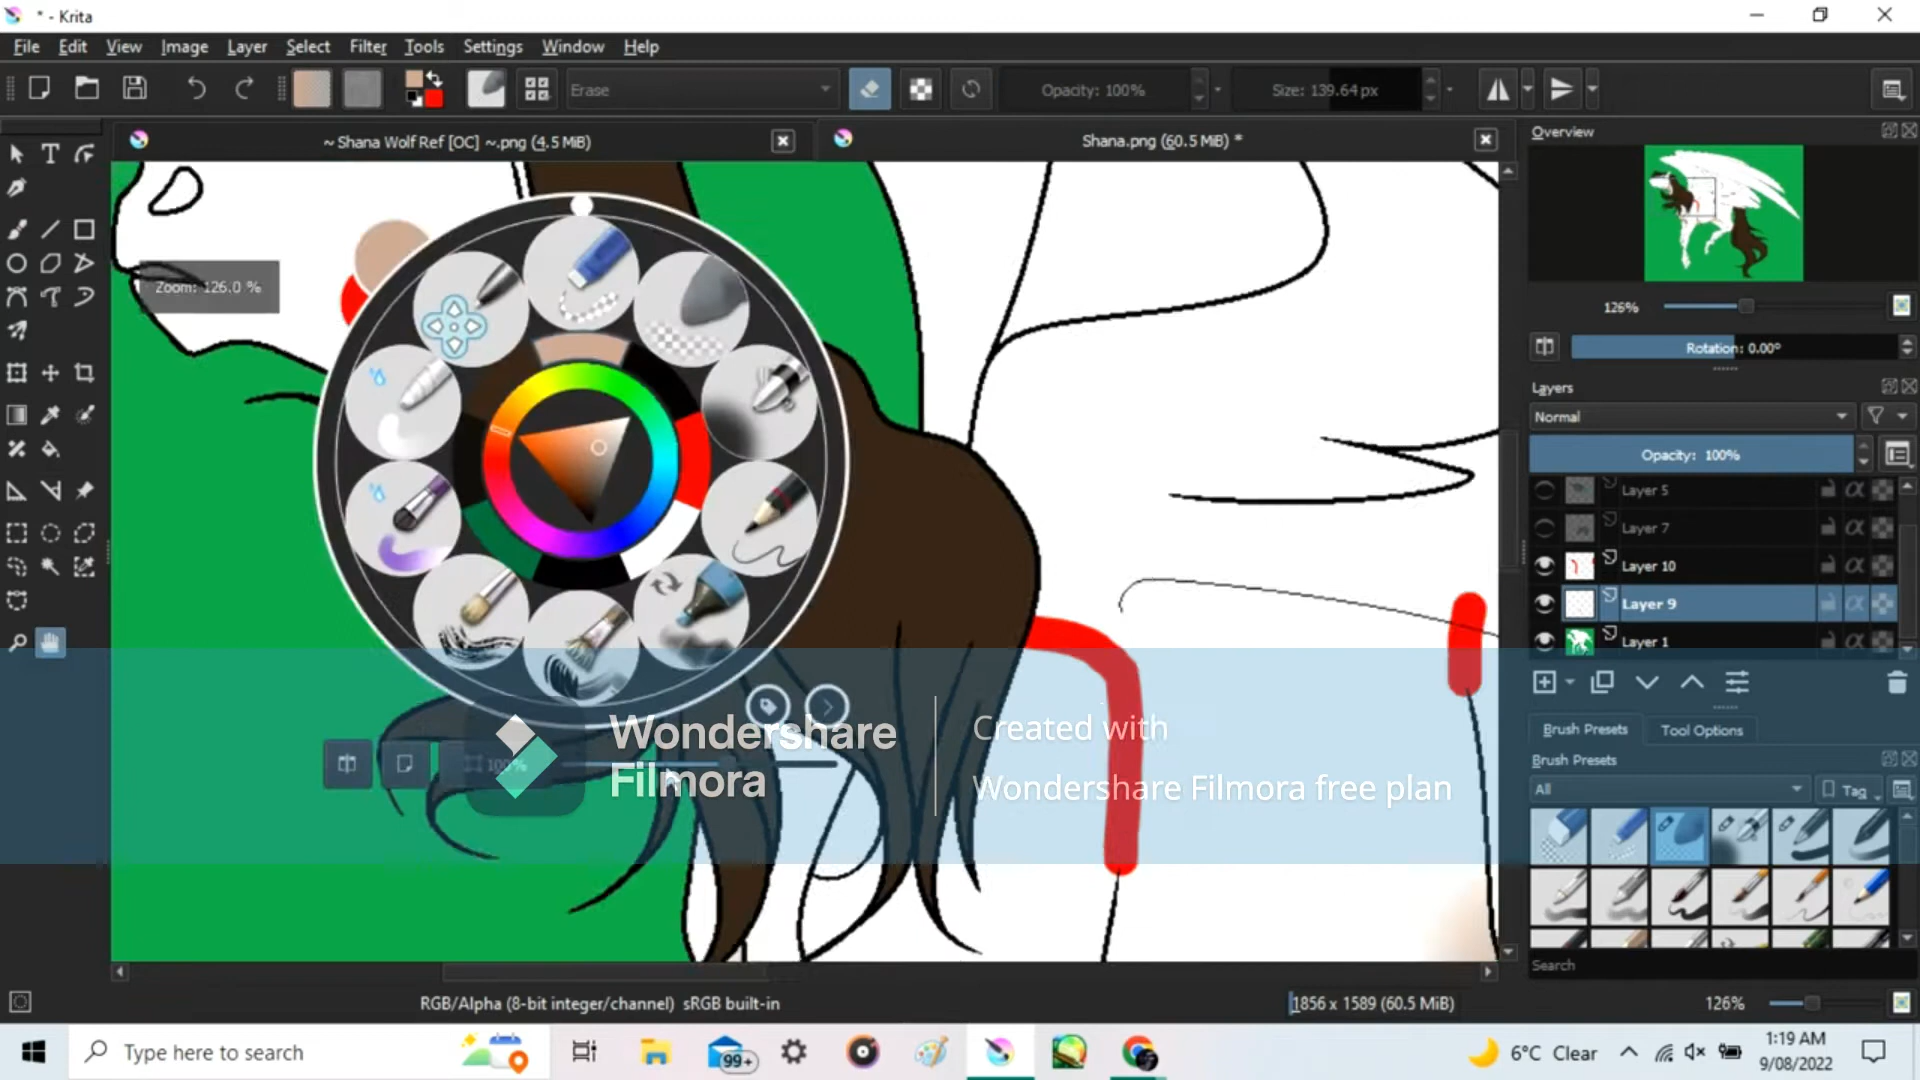 * - Krita
File Edit View Image Layer Select Filter Tools Settings Window Help
Erase
Opacity: 100%
Size: 139.64 px
~ Shana Wolf Ref [OC] ~.png (4.5 MiB)
Shana.png (60.5 MiB) *
Zoom: 126.0 %
Overview
126%
Rotation: 0.00°
Layers
Normal
Opacity: 100%
Layer 5
Layer 7
Layer 10
Layer 9
Layer 1
Brush Presets
Tool Options
Brush Presets
All
Tag
Search
100%
Wondershare
Filmora
Created with
Wondershare Filmora free plan
RGB/Alpha (8-bit integer/channel) sRGB built-in
1856 x 1589 (60.5 MiB)
126%
Type here to search
99+
6°C Clear
1:19 AM
9/08/2022